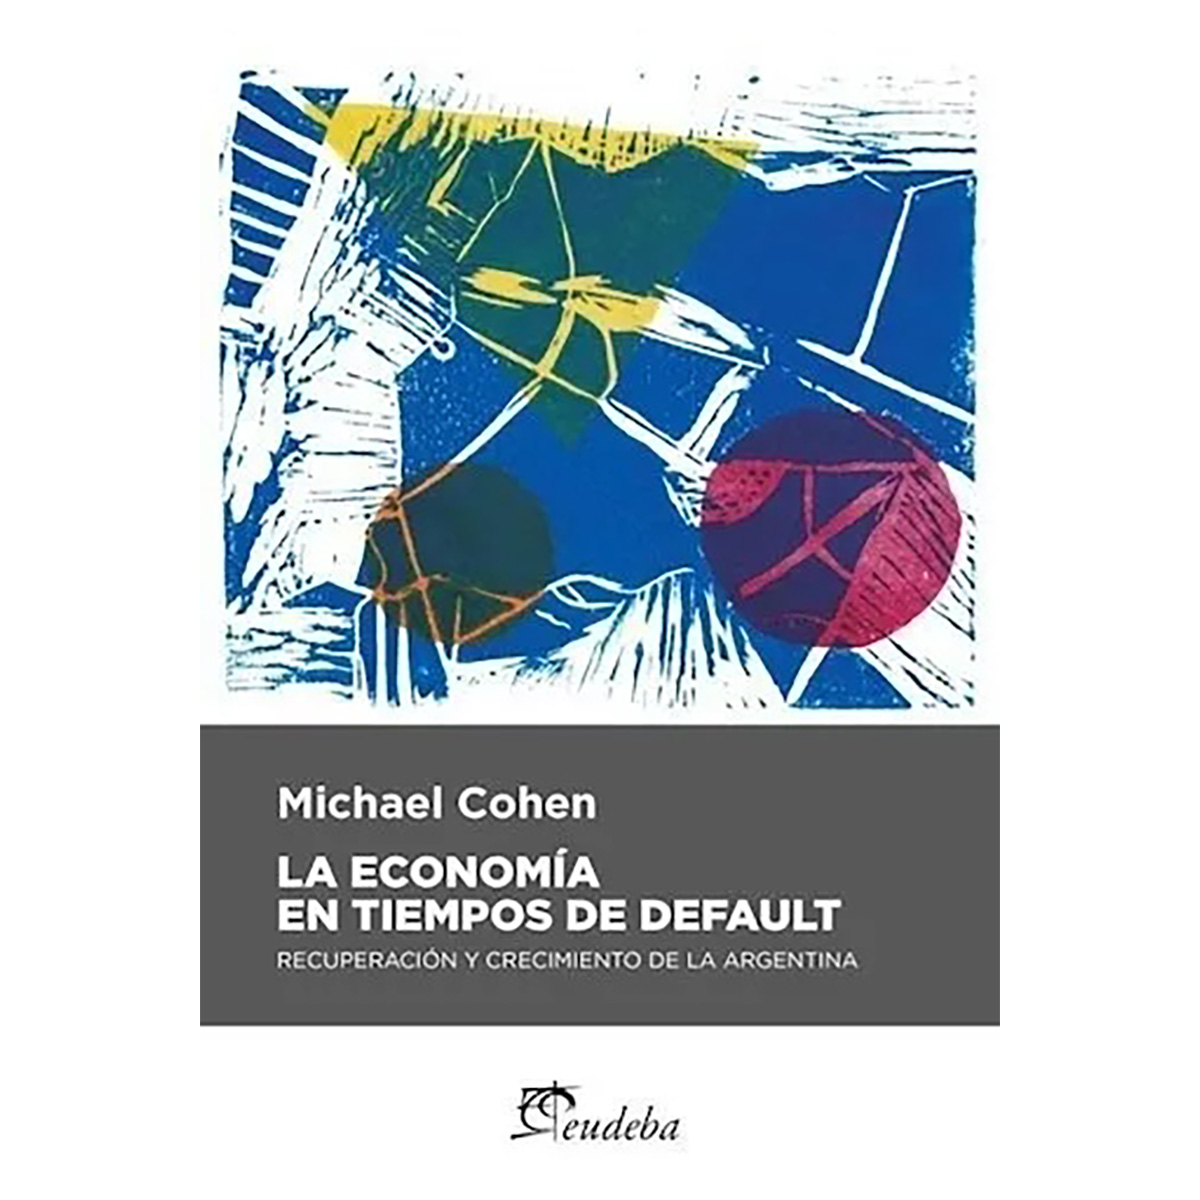 Michael Cohen
LA ECONOMÍA
EN TIEMPOS DE DEFAULT
RECUPERACIÓN Y CRECIMIENTO DE LA ARGENTINA
eudeba